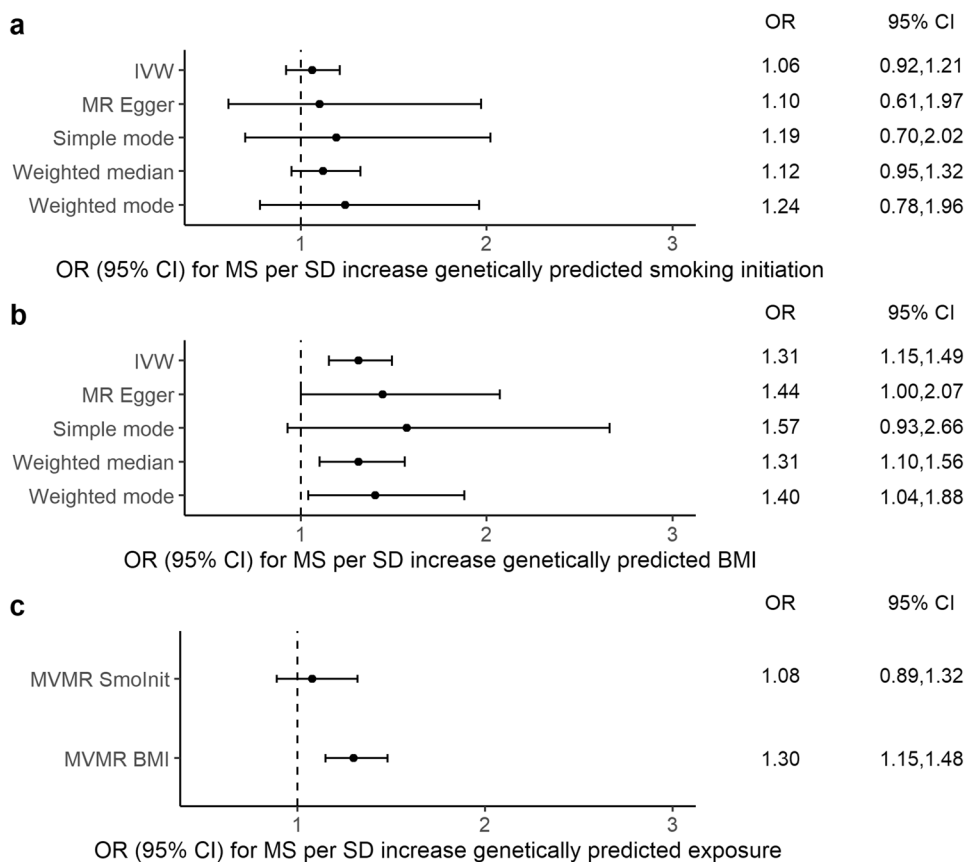 a
OR 95% CI
IVW 1.06 0.92,1.21
MR Egger 1.10 0.61,1.97
Simple mode 1.19 0.70,2.02
Weighted median 1.12 0.95,1.32
Weighted mode 1.24 0.78,1.96
1 2 3
OR (95% CI) for MS per SD increase genetically predicted smoking initiation
b
OR 95% CI
IVW 1.31 1.15,1.49
MR Egger 1.44 1.00,2.07
Simple mode 1.57 0.93,2.66
Weighted median 1.31 1.10,1.56
Weighted mode 1.40 1.04,1.88
1 2 3
OR (95% CI) for MS per SD increase genetically predicted BMI
c
OR 95% CI
MVMR SmoInit 1.08 0.89,1.32
MVMR BMI 1.30 1.15,1.48
1 2 3
OR (95% CI) for MS per SD increase genetically predicted exposure